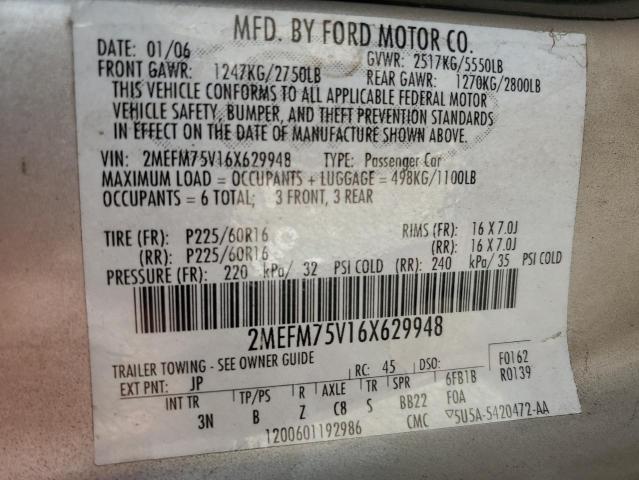 MFD. BY FORD MOTOR CO.
DATE: 01/06 GVWR: 2517KG/5550LB
FRONT GAWR: 1247KG/2750LB REAR GAWR: 1270KG/2800LB
THIS VEHICLE CONFORMS TO ALL APPLICABLE FEDERAL MOTOR
VEHICLE SAFETY, BUMPER, AND THEFT PREVENTION STANDARDS
IN EFFECT ON THE DATE OF MANUFACTURE SHOWN ABOVE.
VIN: 2MEFM75V16X629948 TYPE: Passenger Car
MAXIMUM LOAD = OCCUPANTS + LUGGAGE = 498KG/1100LB
OCCUPANTS = 6 TOTAL; 3 FRONT, 3 REAR
TIRE (FR): P225/60R16 RIMS (FR): 16 X 7.0J
(RR): P225/60R16 (RR): 16 X 7.0J
PRESSURE (FR): 220 kPa/ 32 PSI COLD (RR): 240 kPa/ 35 PSI COLD
2MEFM75V16X629948
TRAILER TOWING - SEE OWNER GUIDE
EXT PNT: JP RC: 45 DSO: F0162
INT TR TP/PS R AXLE TR SPR 6FB1B R0139
3N B Z C8 S BB22 FOA
1200601192986 CMC ▽5U5A-5420472-AA